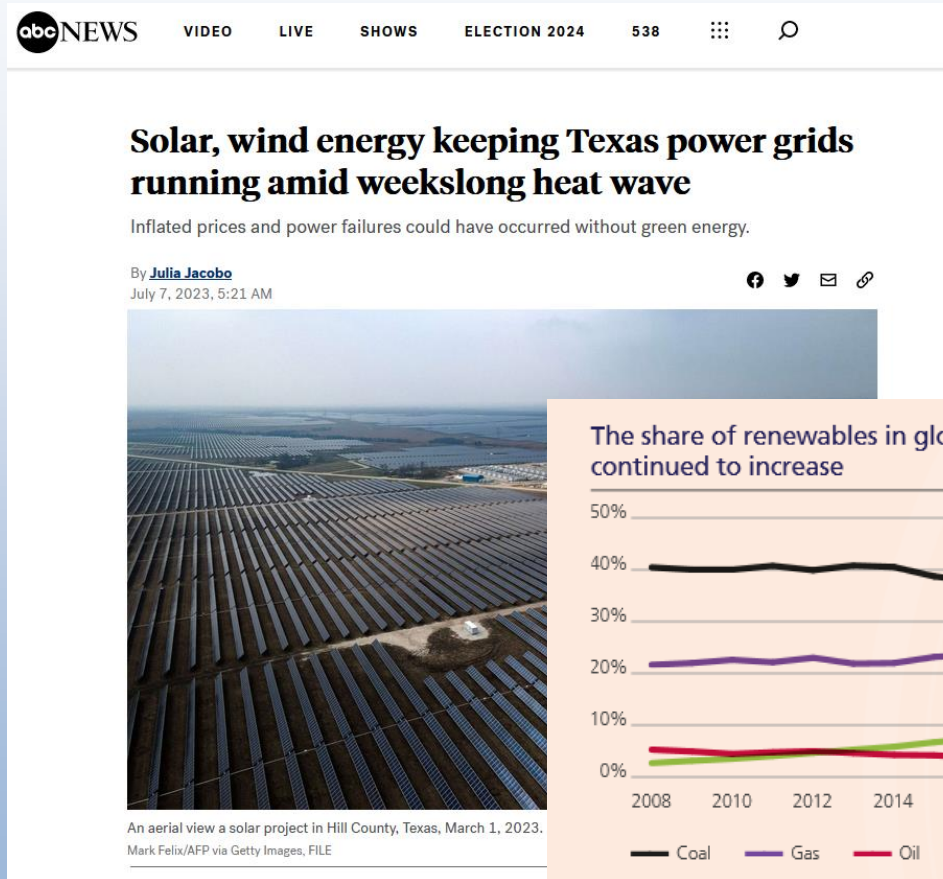 abc NEWS VIDEO LIVE SHOWS ELECTION 2024 538
Solar, wind energy keeping Texas power grids
running amid weekslong heat wave
Inflated prices and power failures could have occurred without green energy.
By Julia Jacobo
July 7, 2023, 5:21 AM
An aerial view a solar project in Hill County, Texas, March 1, 2023.
Mark Felix/AFP via Getty Images, FILE
The share of renewables in
continued to increase
50%
40%
30%
20%
10%
0%
2008 2010 2012 2014
Coal Gas Oil